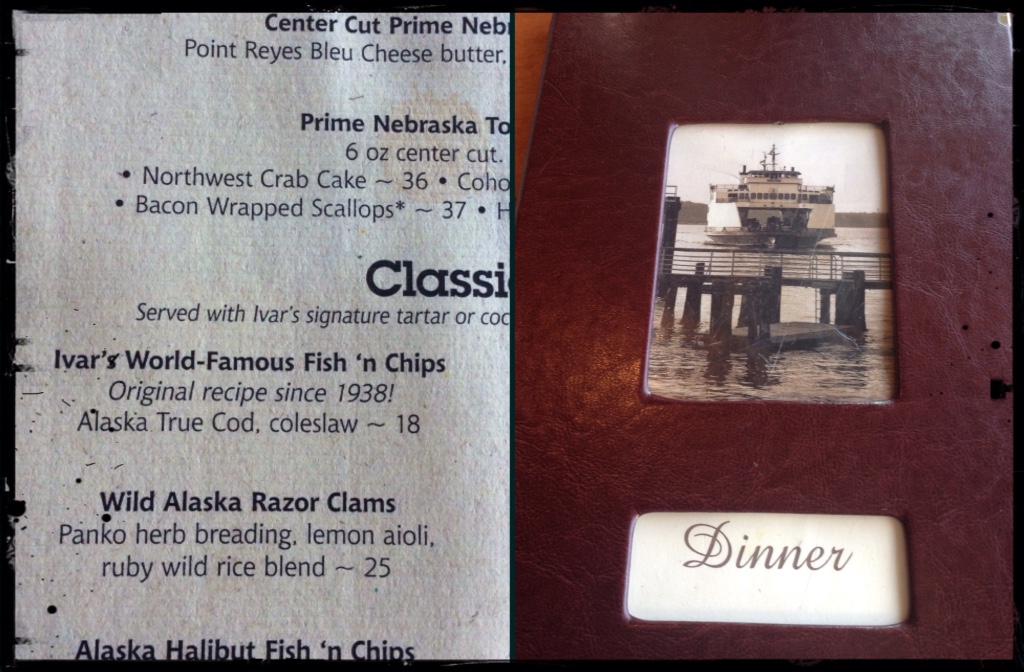 Center Cut Prime Neb
Point Reyes Bleu Cheese butter,
Prime Nebraska To
6 oz center cut.
• Northwest Crab Cake ~ 36 • Coho
• Bacon Wrapped Scallops* ~ 37 • H
Classi
Served with Ivar's signature tartar or coc
Ivar's World-Famous Fish 'n Chips
Original recipe since 1938!
Alaska True Cod, coleslaw ~ 18
Wild Alaska Razor Clams
Panko herb breading, lemon aioli,
ruby wild rice blend ~ 25
Alaska Halibut Fish 'n Chips
Dinner